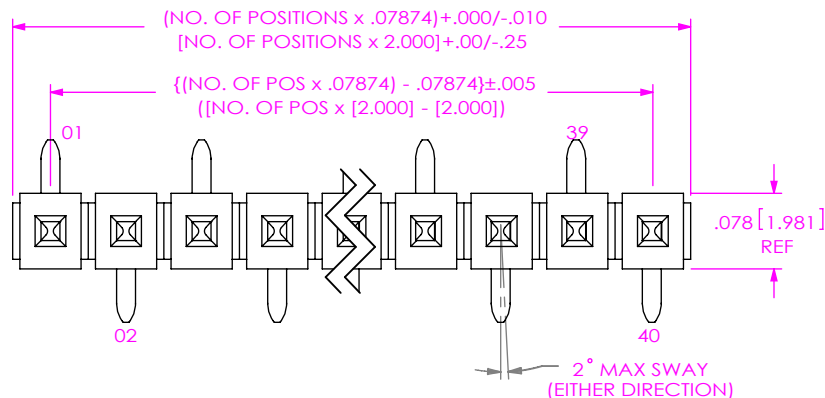 (NO. OF POSITIONS x .07874)+.000/-.010
[NO. OF POSITIONS x 2.000]+.00/-.25
{(NO. OF POS x .07874) - .07874}±.005
([NO. OF POS x [2.000] - [2.000])
01
39
.078[1.981]
REF
02
40
2° MAX SWAY
(EITHER DIRECTION)